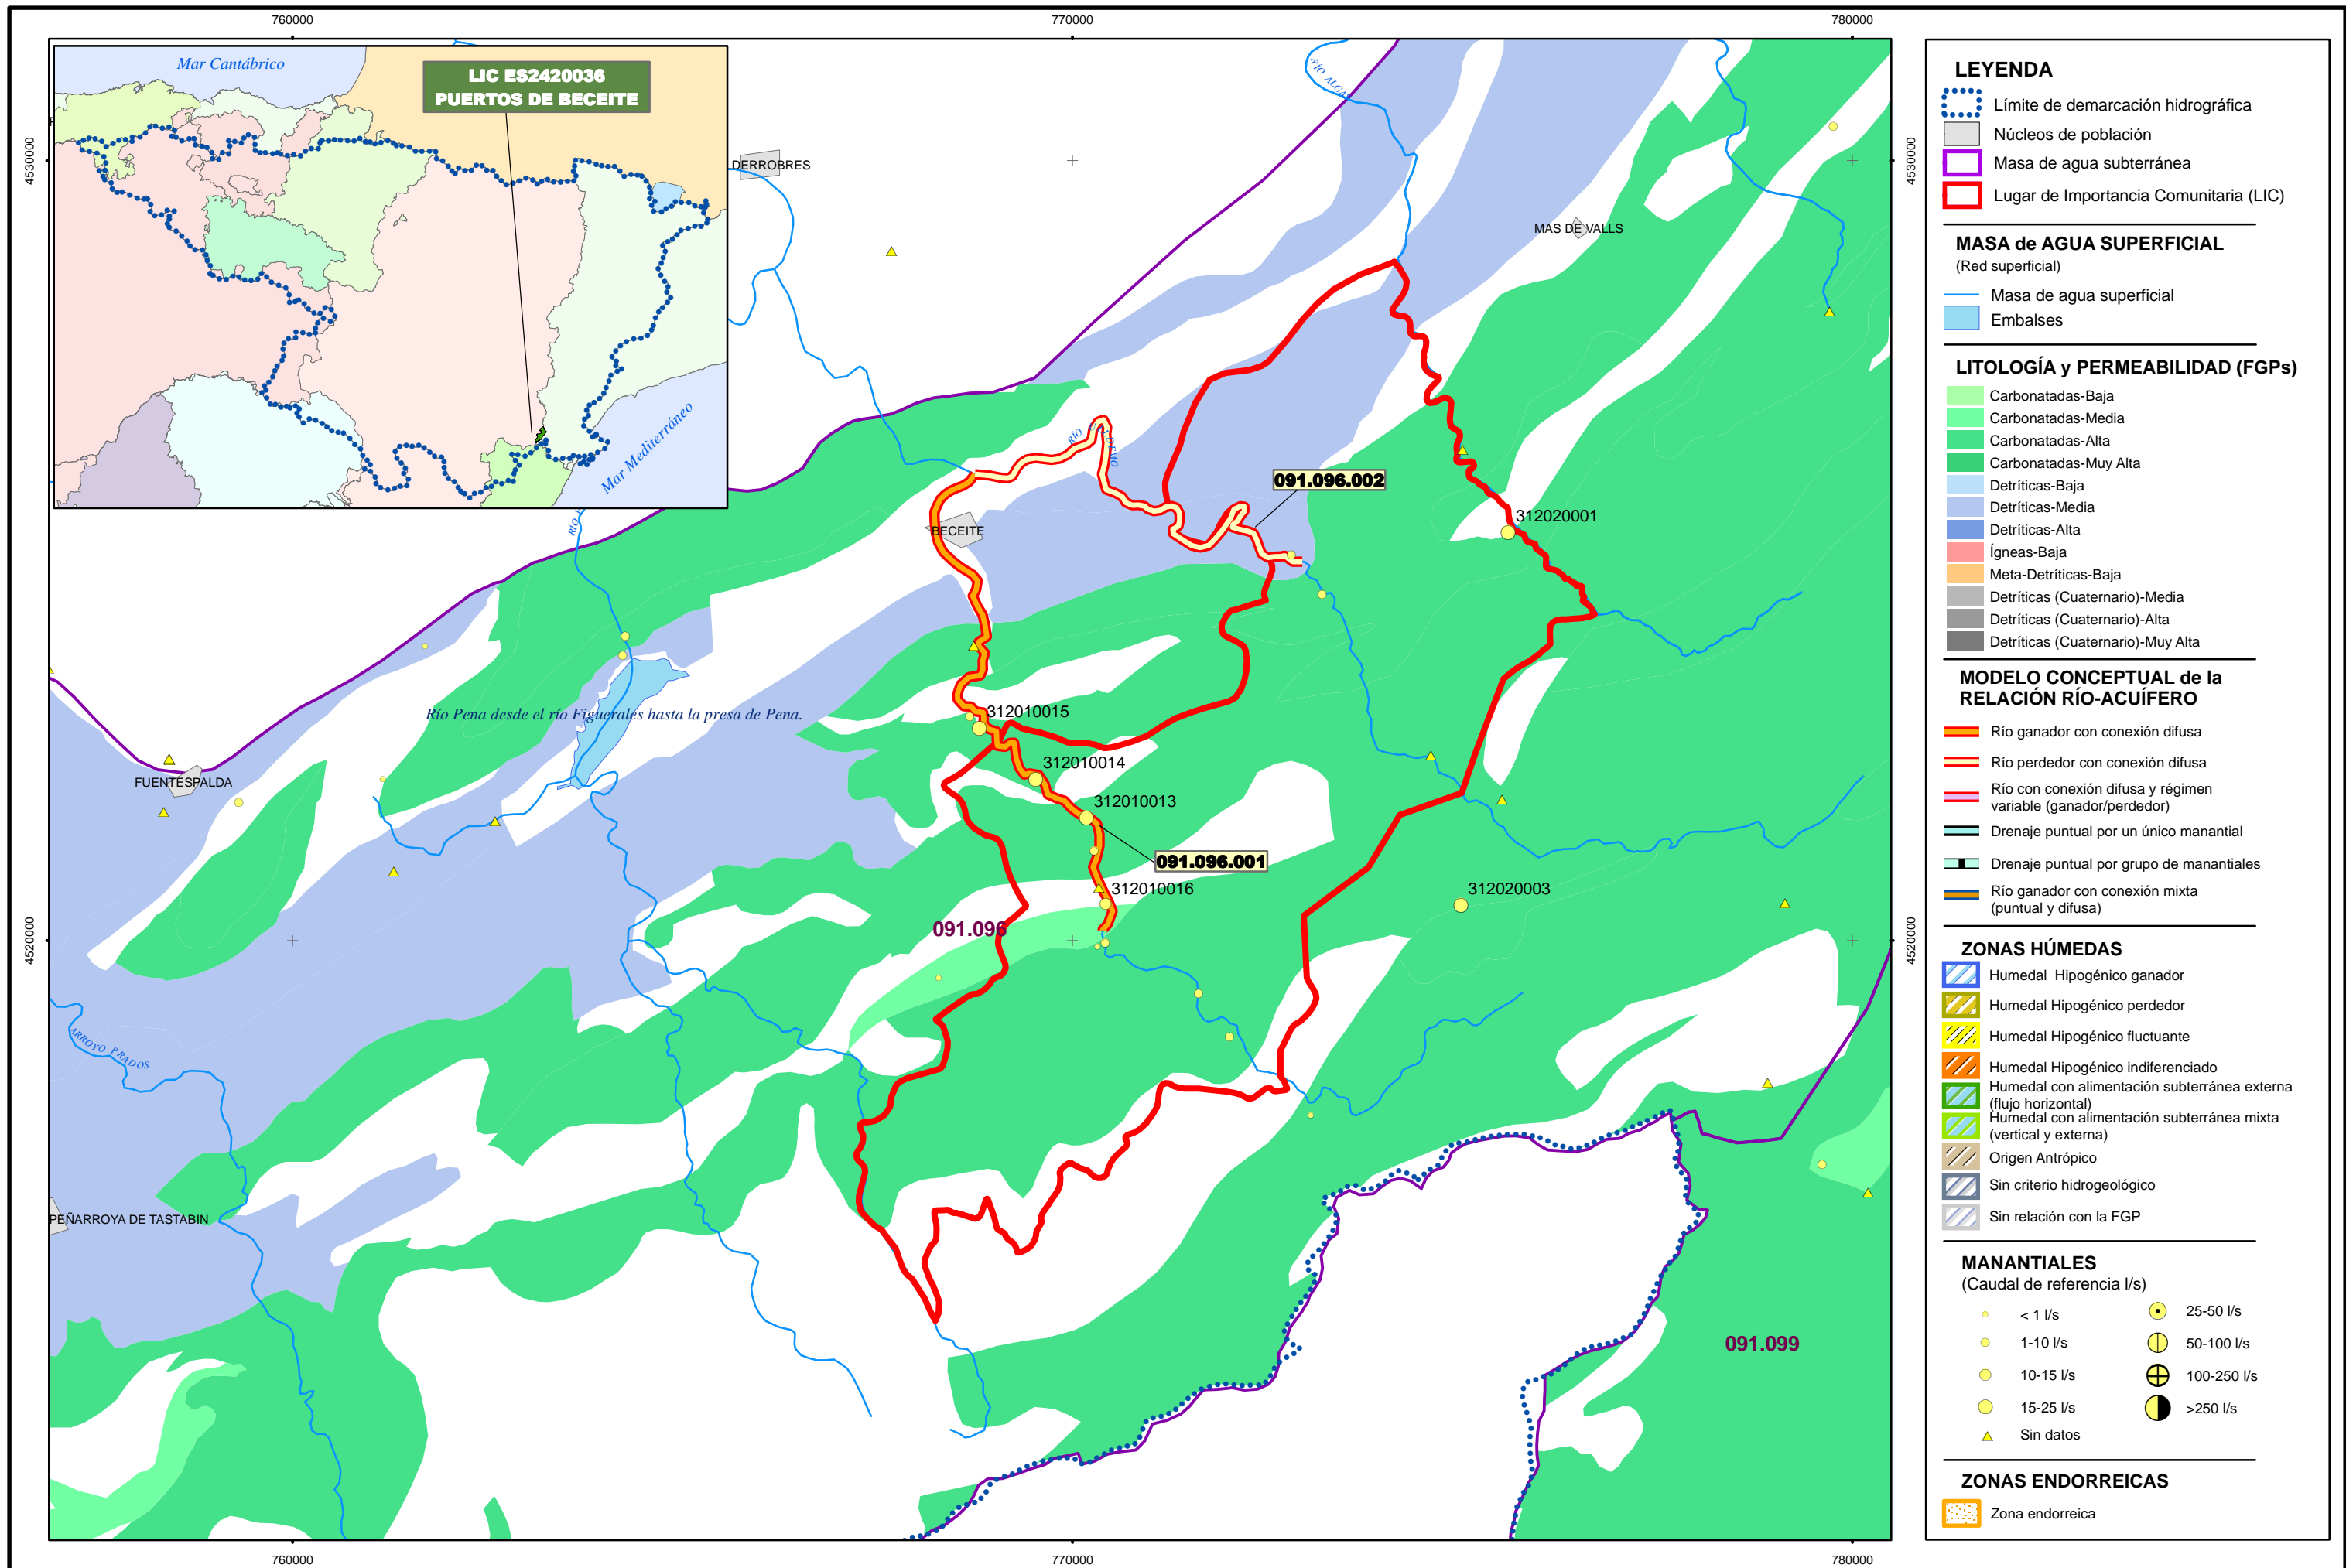 760000
770000
780000
4530000
4530000
4520000
4520000
760000
770000
780000
Mar Cantábrico
LIC ES2420036
PUERTOS DE BECEITE
Mar Mediterráneo
DERROBRES
RÍO ALGA
MAS DE VALLS
RÍO
091.096.002
312020001
BECEITE
Río Pena desde el río Figuerales hasta la presa de Pena.
312010015
312010014
312010013
FUENTESPALDA
091.096.001
312010016
312020003
091.096
ARROYO PRADOS
PEÑARROYA DE TASTABIN
091.099
LEYENDA
Límite de demarcación hidrográfica
Núcleos de población
Masa de agua subterránea
Lugar de Importancia Comunitaria (LIC)
MASA de AGUA SUPERFICIAL
(Red superficial)
Masa de agua superficial
Embalses
LITOLOGÍA y PERMEABILIDAD (FGPs)
Carbonatadas-Baja
Carbonatadas-Media
Carbonatadas-Alta
Carbonatadas-Muy Alta
Detríticas-Baja
Detríticas-Media
Detríticas-Alta
Ígneas-Baja
Meta-Detríticas-Baja
Detríticas (Cuaternario)-Media
Detríticas (Cuaternario)-Alta
Detríticas (Cuaternario)-Muy Alta
MODELO CONCEPTUAL de la
RELACIÓN RÍO-ACUÍFERO
Río ganador con conexión difusa
Río perdedor con conexión difusa
Río con conexión difusa y régimen
variable (ganador/perdedor)
Drenaje puntual por un único manantial
Drenaje puntual por grupo de manantiales
Río ganador con conexión mixta
(puntual y difusa)
ZONAS HÚMEDAS
Humedal Hipogénico ganador
Humedal Hipogénico perdedor
Humedal Hipogénico fluctuante
Humedal Hipogénico indiferenciado
Humedal con alimentación subterránea externa
(flujo horizontal)
Humedal con alimentación subterránea mixta
(vertical y externa)
Origen Antrópico
Sin criterio hidrogeológico
Sin relación con la FGP
MANANTIALES
(Caudal de referencia l/s)
< 1 l/s
25-50 l/s
1-10 l/s
50-100 l/s
10-15 l/s
100-250 l/s
15-25 l/s
>250 l/s
Sin datos
ZONAS ENDORREICAS
Zona endorreica